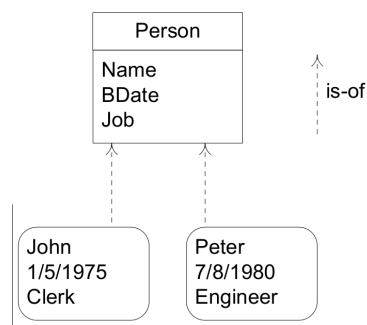 Person
Name
BDate
Job
is-of
John
1/5/1975
Clerk
Peter
7/8/1980
Engineer